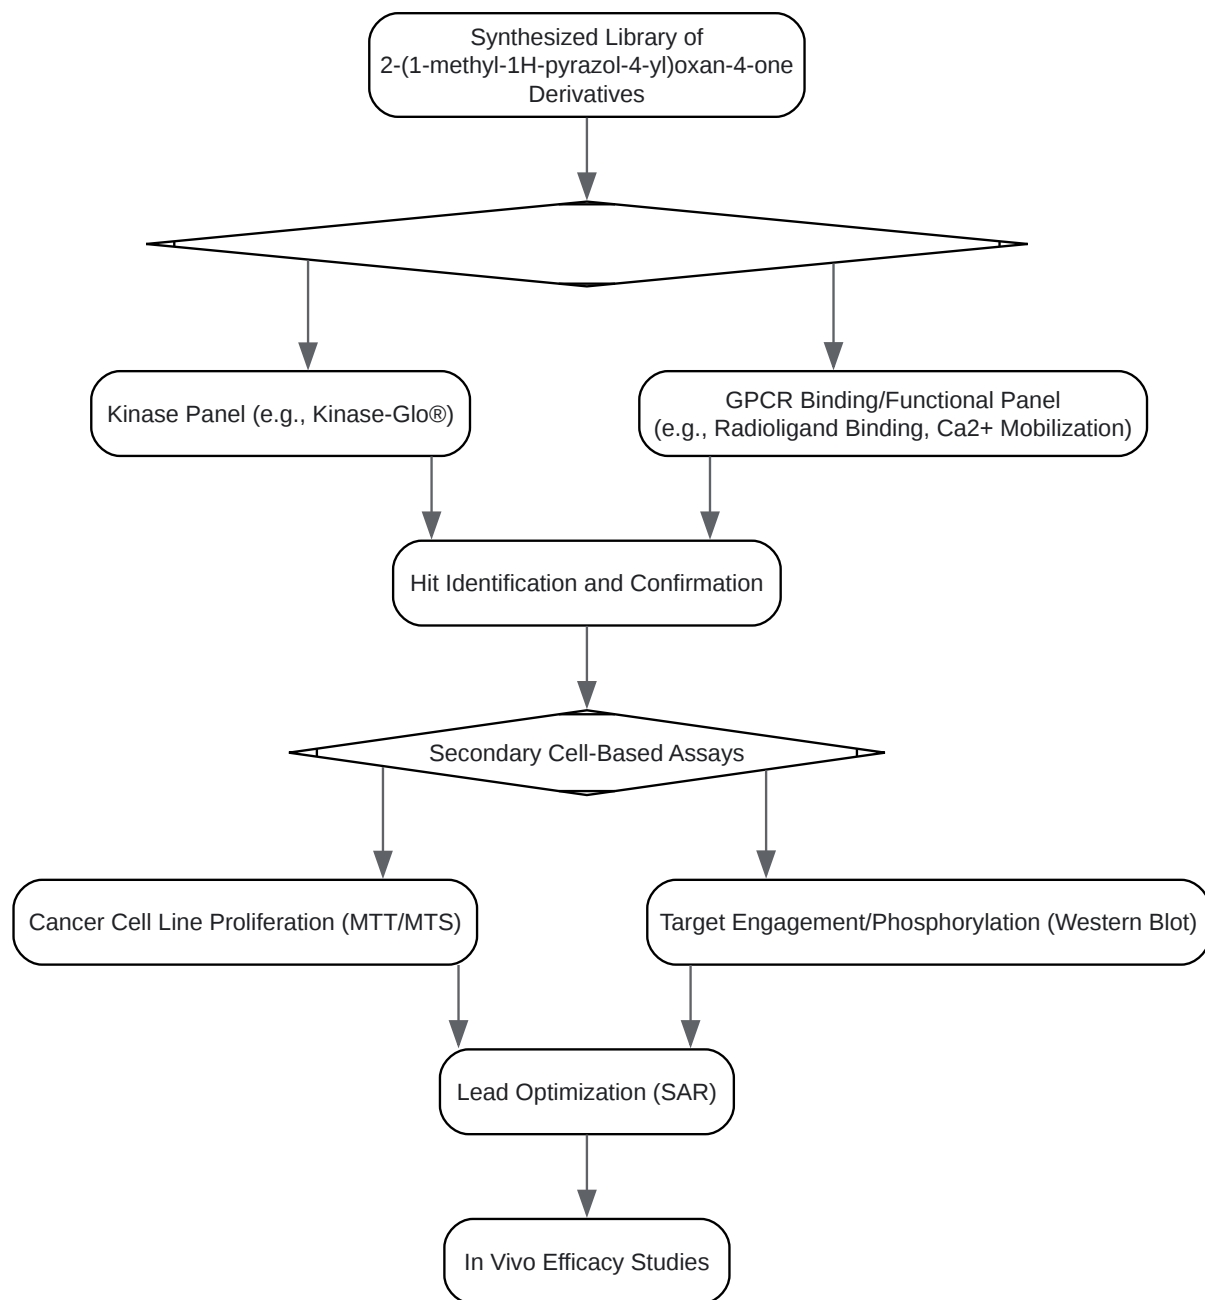 Synthesized Library of
2-(1-methyl-1H-pyrazol-4-yl)oxan-4-one
Derivatives
Kinase Panel (e.g., Kinase-Glo®)
GPCR Binding/Functional Panel
(e.g., Radioligand Binding, Ca2+ Mobilization)
Hit Identification and Confirmation
Secondary Cell-Based Assays
Cancer Cell Line Proliferation (MTT/MTS)
Target Engagement/Phosphorylation (Western Blot)
Lead Optimization (SAR)
In Vivo Efficacy Studies